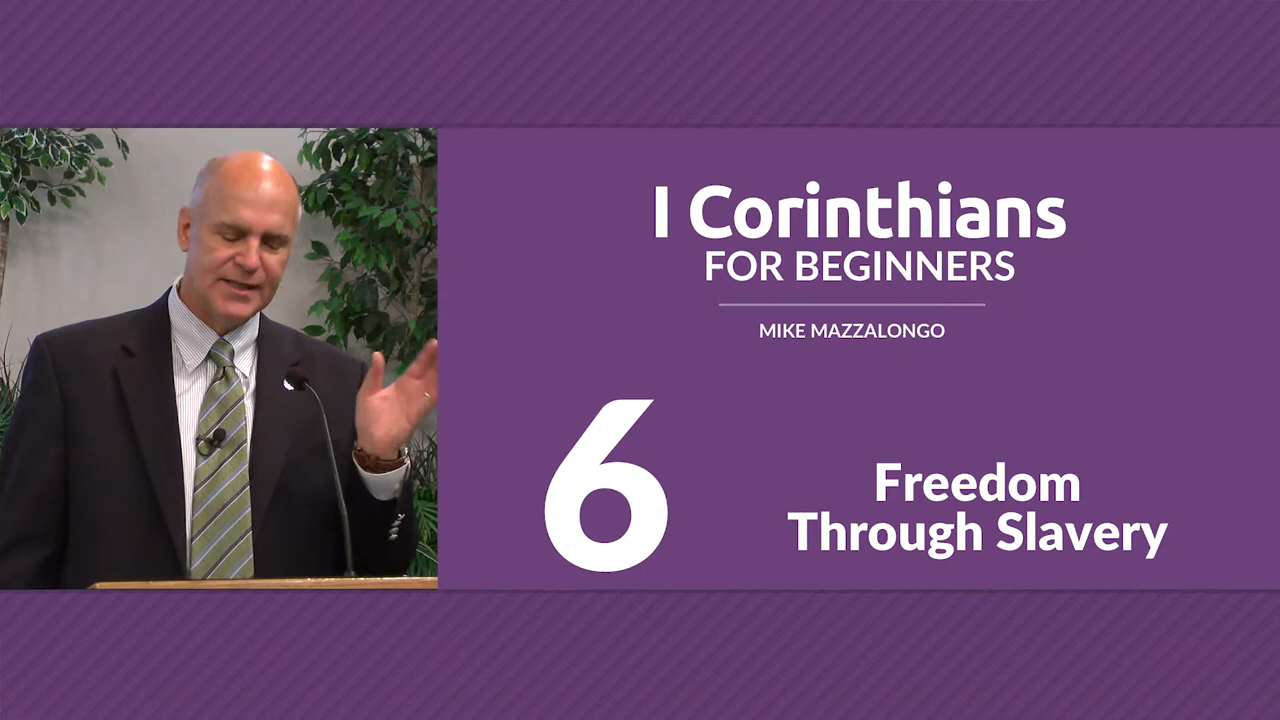 I Corinthians
FOR BEGINNERS
MIKE MAZZALONGO
6
Freedom
Through Slavery